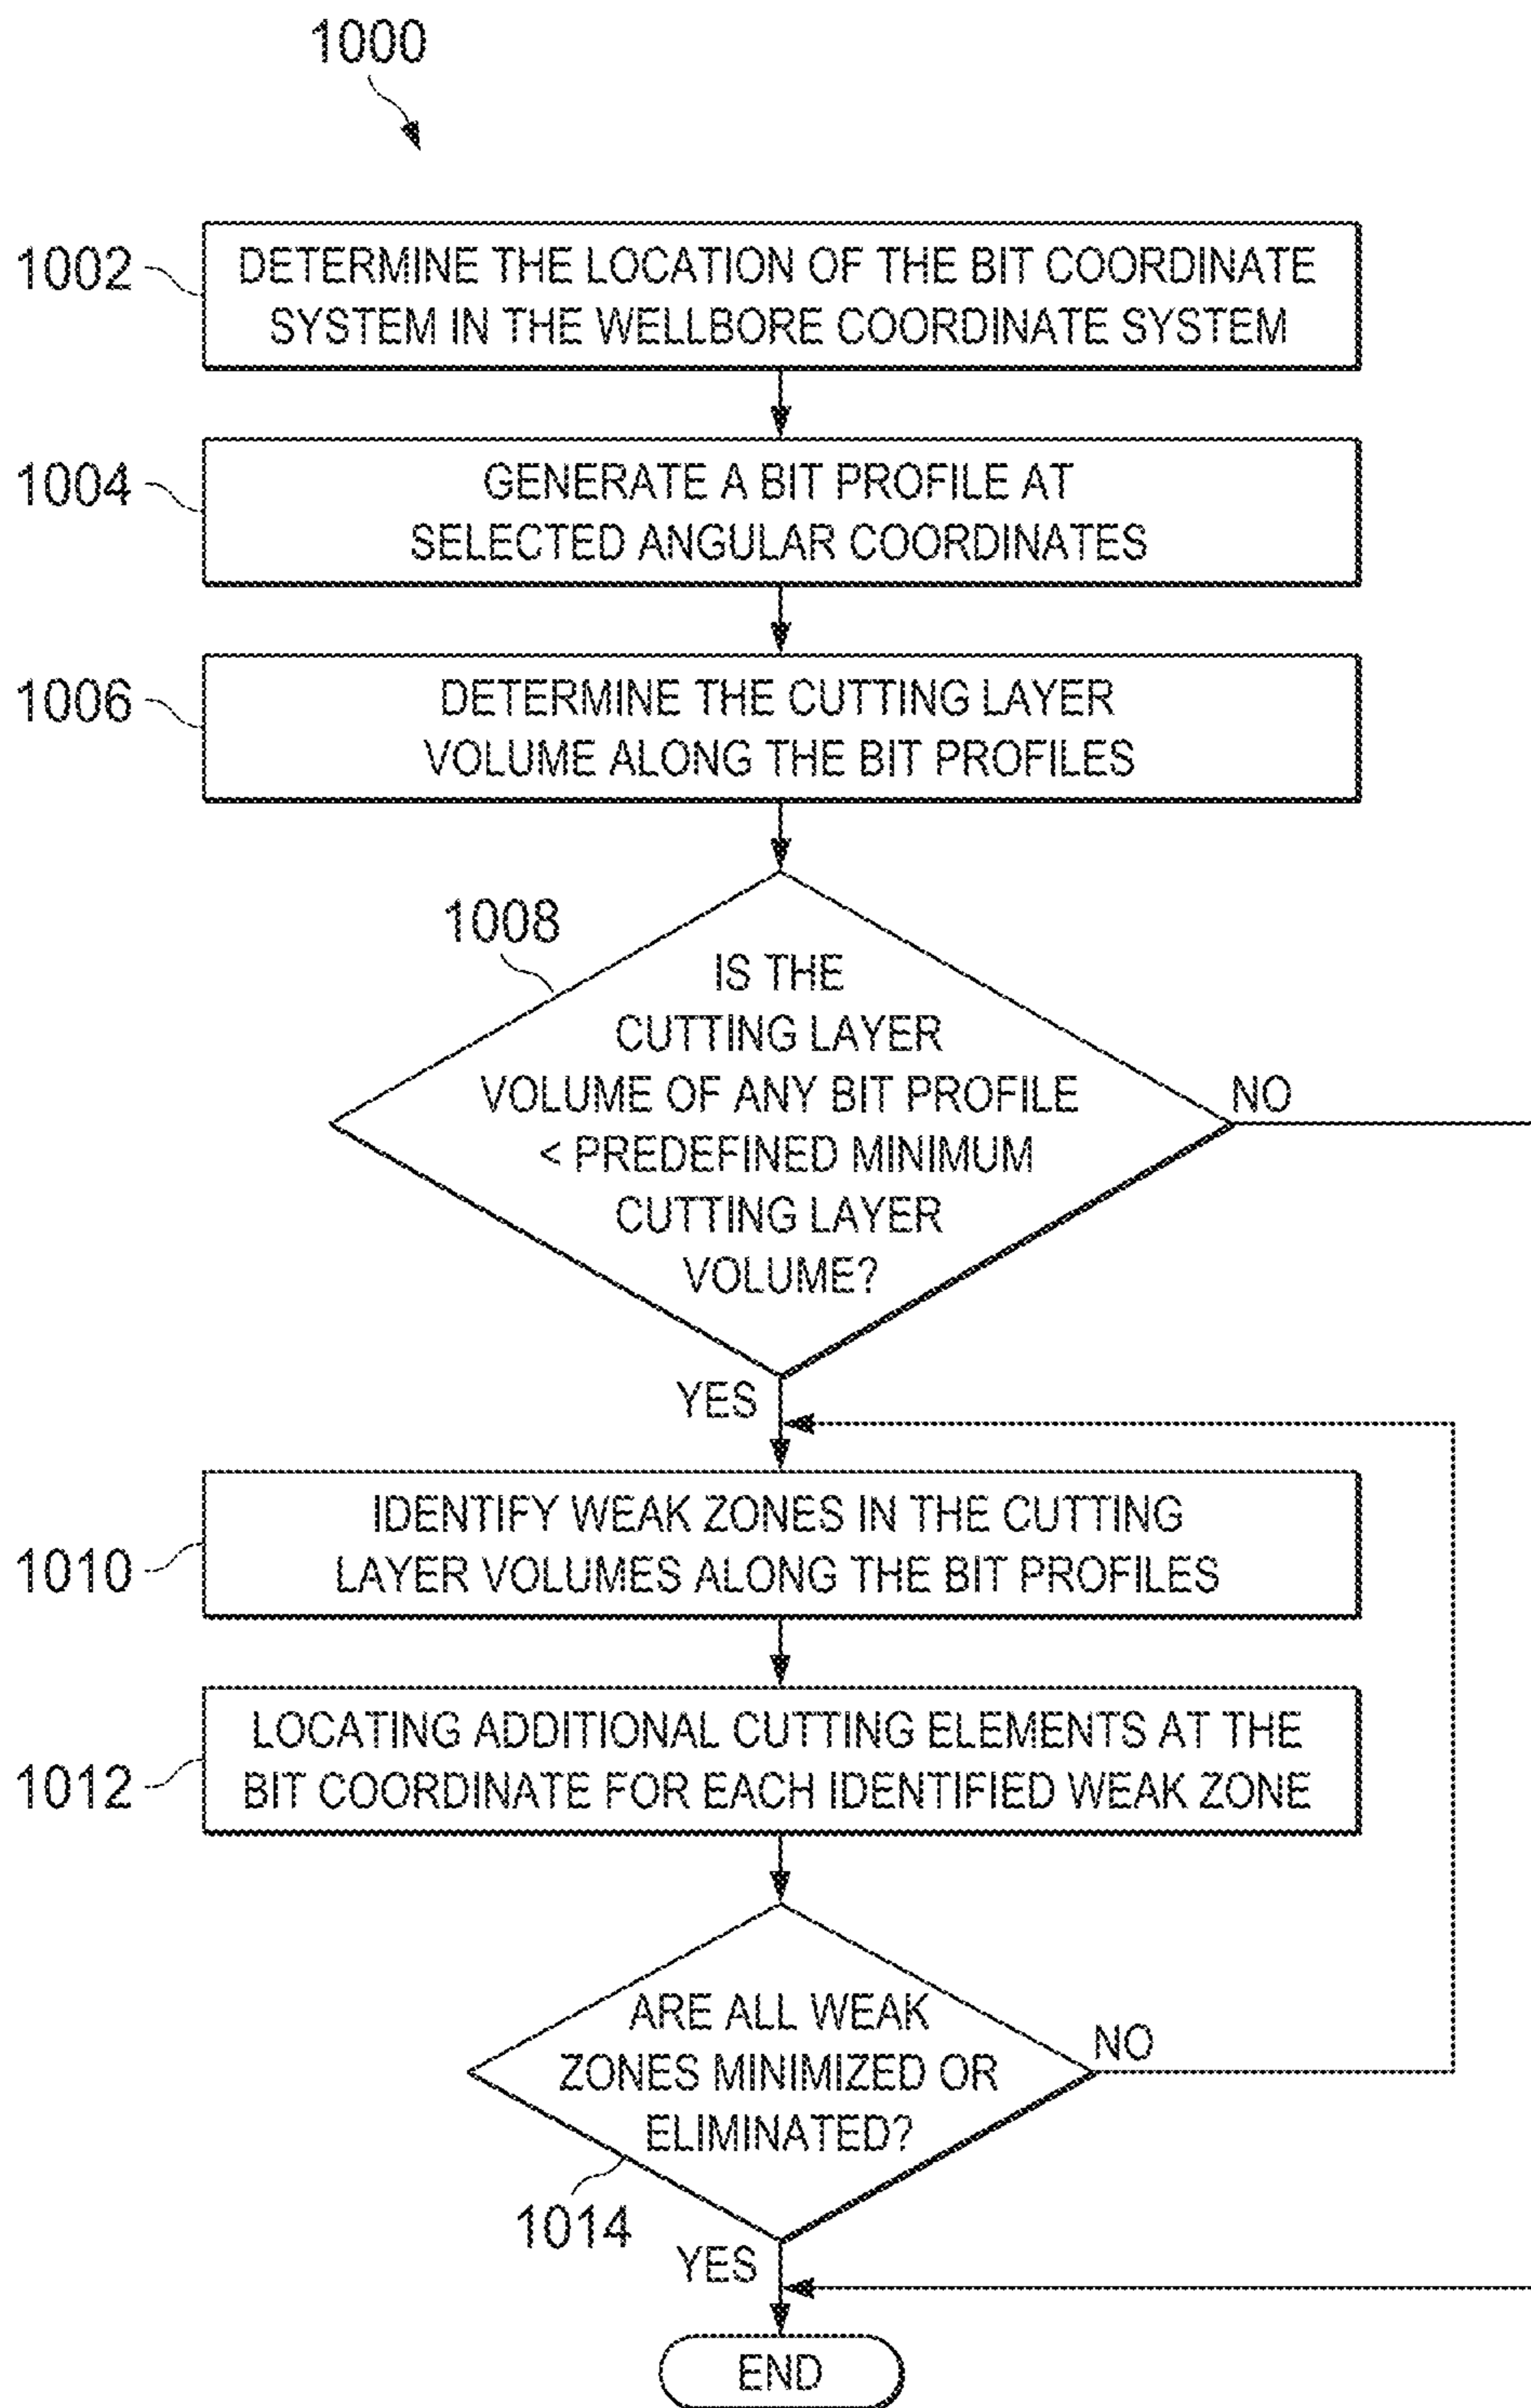 1000
1002
DETERMINE THE LOCATION OF THE BIT COORDINATE
SYSTEM IN THE WELLBORE COORDINATE SYSTEM
1004
GENERATE A BIT PROFILE AT
SELECTED ANGULAR COORDINATES
1006
DETERMINE THE CUTTING LAYER
VOLUME ALONG THE BIT PROFILES
1008
IS THE
CUTTING LAYER
VOLUME OF ANY BIT PROFILE
< PREDEFINED MINIMUM
CUTTING LAYER
VOLUME?
NO
YES
1010
IDENTIFY WEAK ZONES IN THE CUTTING
LAYER VOLUMES ALONG THE BIT PROFILES
1012
LOCATING ADDITIONAL CUTTING ELEMENTS AT THE
BIT COORDINATE FOR EACH IDENTIFIED WEAK ZONE
ARE ALL WEAK
ZONES MINIMIZED OR
ELIMINATED?
NO
1014
YES
END